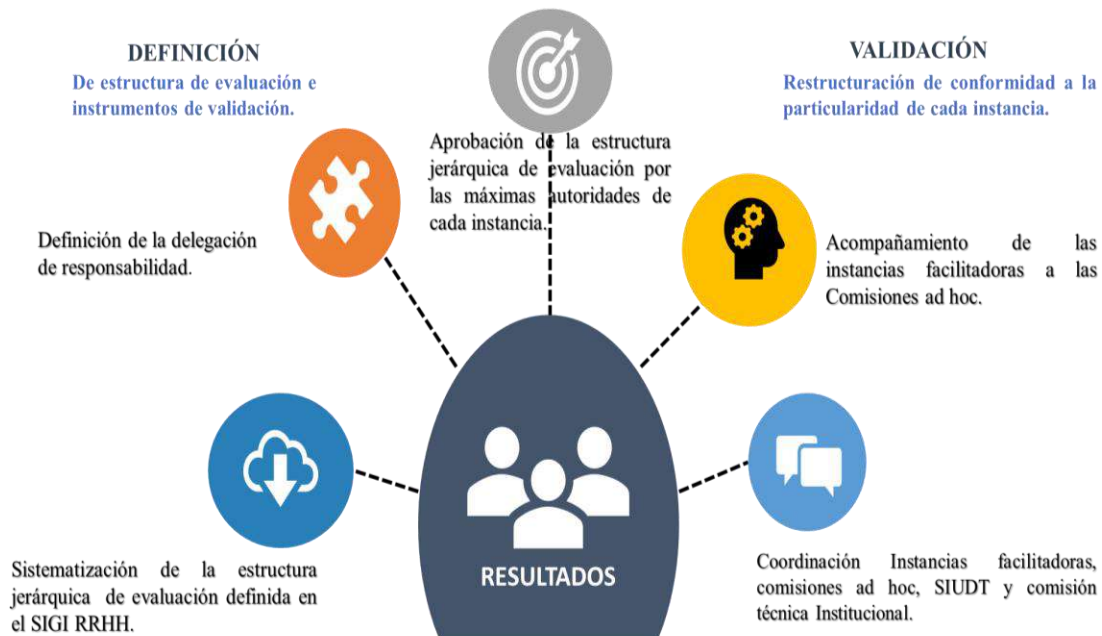 DEFINICIÓN
De estructura de evaluación e
instrumentos de validación.
VALIDACIÓN
Restructuración de conformidad a la
particularidad de cada instancia.
Aprobación de la estructura
jerárquica de evaluación por
las máximas autoridades de
cada instancia.
Definición de la delegación
de responsabilidad.
Acompañamiento de las
instancias facilitadoras a las
Comisiones ad hoc.
RESULTADOS
Sistematización de la estructura
jerárquica de evaluación definida en
el SIGI RRHH.
Coordinación Instancias facilitadoras,
comisiones ad hoc, SIUDT y comisión
técnica Institucional.